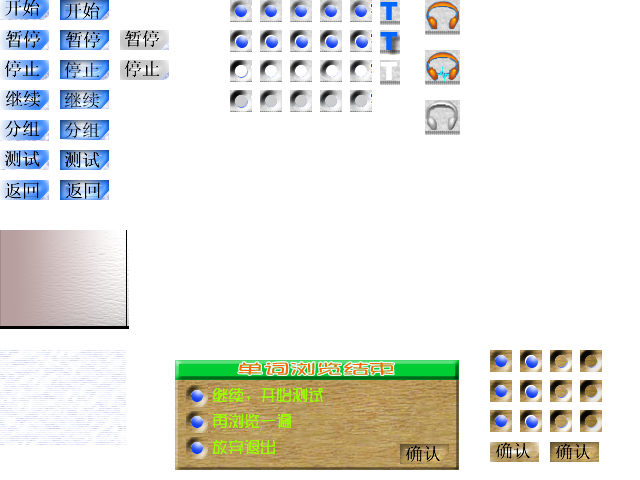 开始 开始
暂停 暂停 暂停
停止 停止 停止
继续 继续
分组 分组
测试 测试
返回 返回
T
T
T
单词浏览结束
继续，开始测试
再浏览一遍
放弃退出
确认
确认 确认